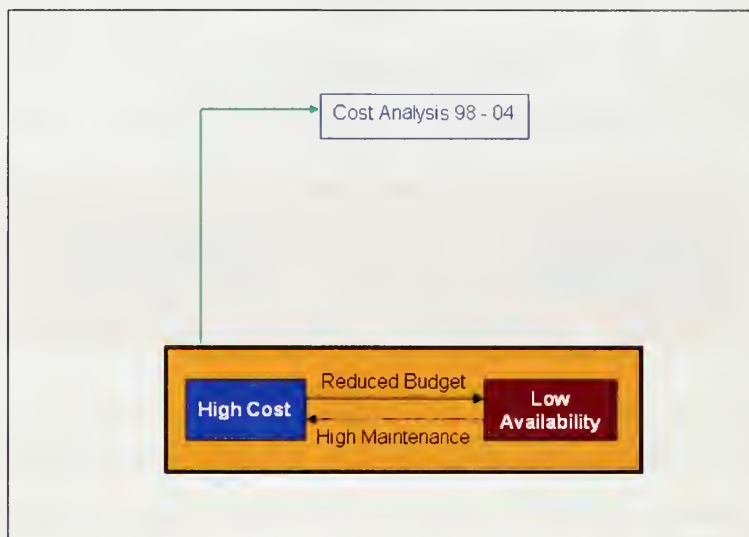 Cost Analysis 98 - 04
Reduced Budget
High Cost
Low
Availability
High Maintenance